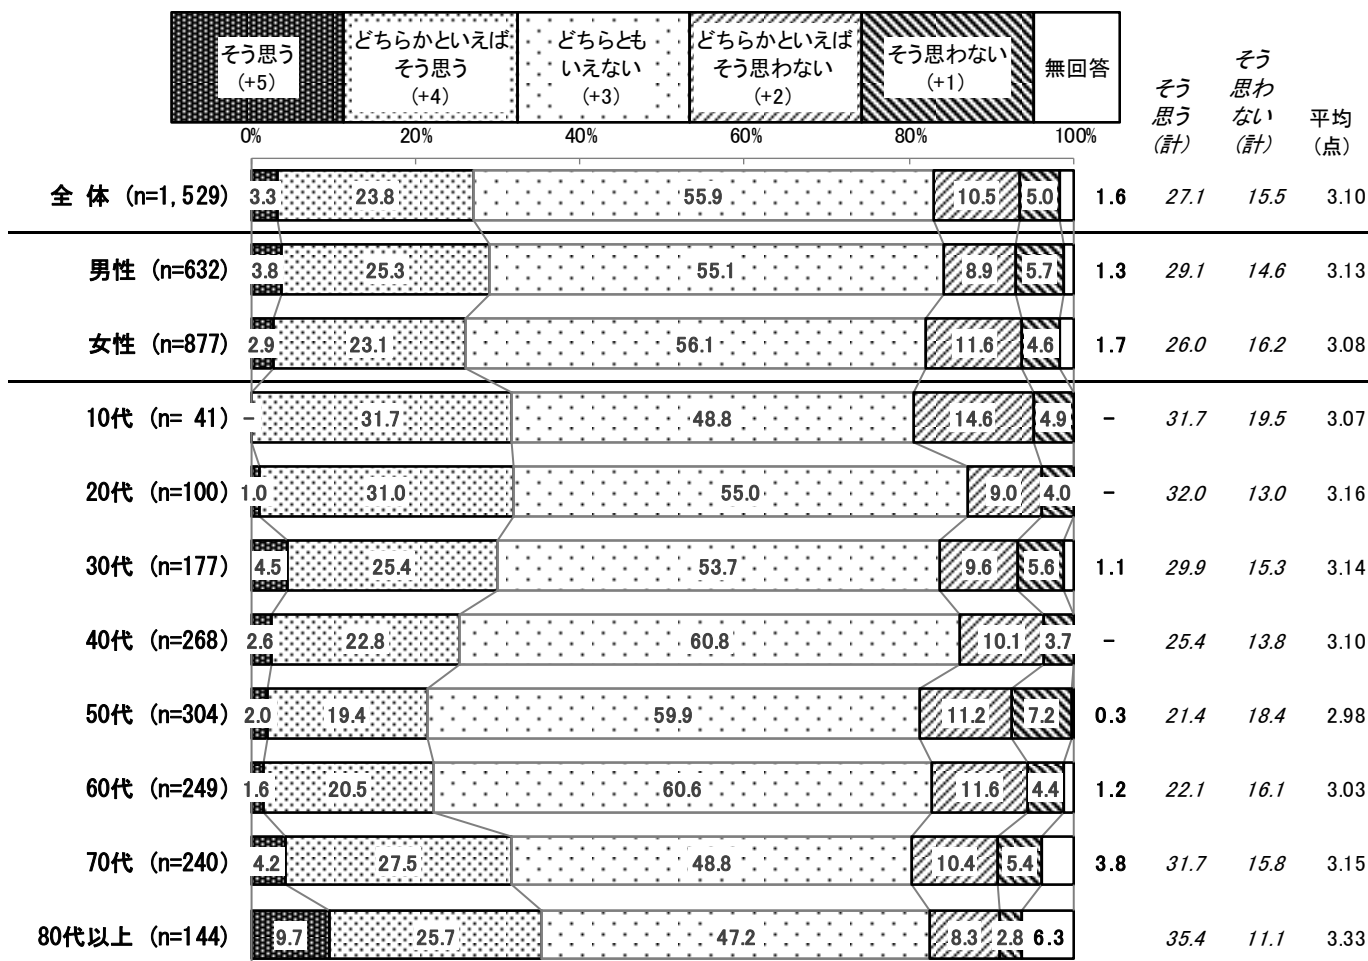 そう思う
(+5)
どちらかといえば
そう思う
(+4)
どちらとも
いえない
(+3)
どちらかといえば
そう思わない
(+2)
そう思わない
(+1)
無回答
そう
思う
(計)
そう
思わ
ない
(計)
平均
(点)
0% 20% 40% 60% 80% 100%
全 体 (n=1,529) 3.3 23.8 55.9 10.5 5.0 1.6 27.1 15.5 3.10
男性 (n=632) 3.8 25.3 55.1 8.9 5.7 1.3 29.1 14.6 3.13
女性 (n=877) 2.9 23.1 56.1 11.6 4.6 1.7 26.0 16.2 3.08
10代 (n= 41) - 31.7 48.8 14.6 4.9 - 31.7 19.5 3.07
20代 (n=100) 1.0 31.0 55.0 9.0 4.0 - 32.0 13.0 3.16
30代 (n=177) 4.5 25.4 53.7 9.6 5.6 1.1 29.9 15.3 3.14
40代 (n=268) 2.6 22.8 60.8 10.1 3.7 - 25.4 13.8 3.10
50代 (n=304) 2.0 19.4 59.9 11.2 7.2 0.3 21.4 18.4 2.98
60代 (n=249) 1.6 20.5 60.6 11.6 4.4 1.2 22.1 16.1 3.03
70代 (n=240) 4.2 27.5 48.8 10.4 5.4 3.8 31.7 15.8 3.15
80代以上 (n=144) 9.7 25.7 47.2 8.3 2.8 6.3 35.4 11.1 3.33